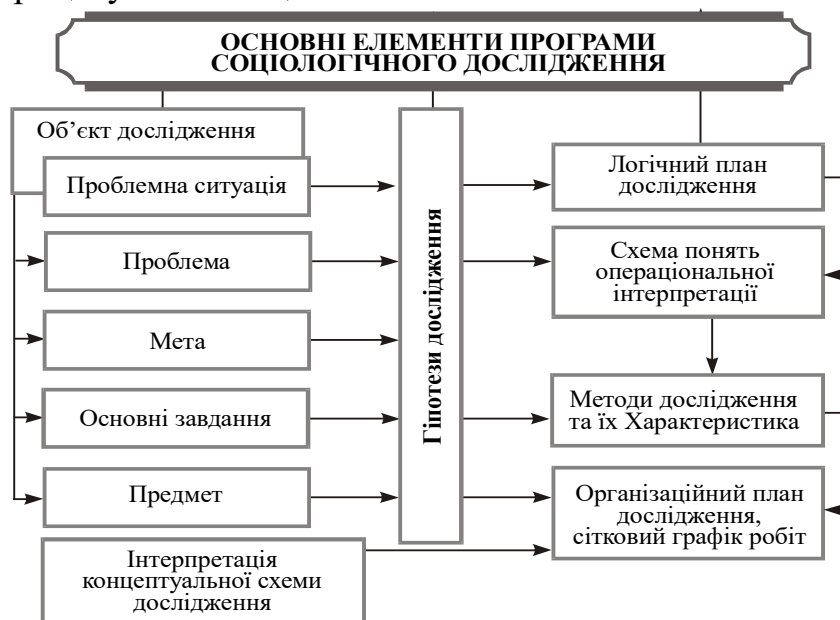 ОСНОВНІ ЕЛЕМЕНТИ ПРОГРАМИ
СОЦІОЛОГІЧНОГО ДОСЛІДЖЕННЯ
Об’єкт дослідження
Проблемна ситуація
Проблема
Мета
Основні завдання
Предмет
Інтерпретація
концептуальної схеми
дослідження
Гіпотези дослідження
Логічний план
дослідження
Схема понять
операціональної
інтерпретації
Методи дослідження
та їх Характеристика
Організаційний план
дослідження,
сітковий графік робіт